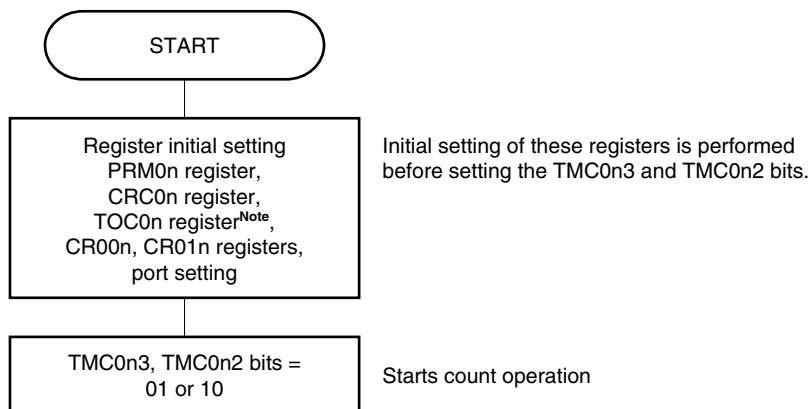 START
Register initial setting
PRM0n register,
CRC0n register,
TOC0n registerNote,
CR00n, CR01n registers,
port setting
Initial setting of these registers is performed
before setting the TMC0n3 and TMC0n2 bits.
TMC0n3, TMC0n2 bits =
01 or 10
Starts count operation